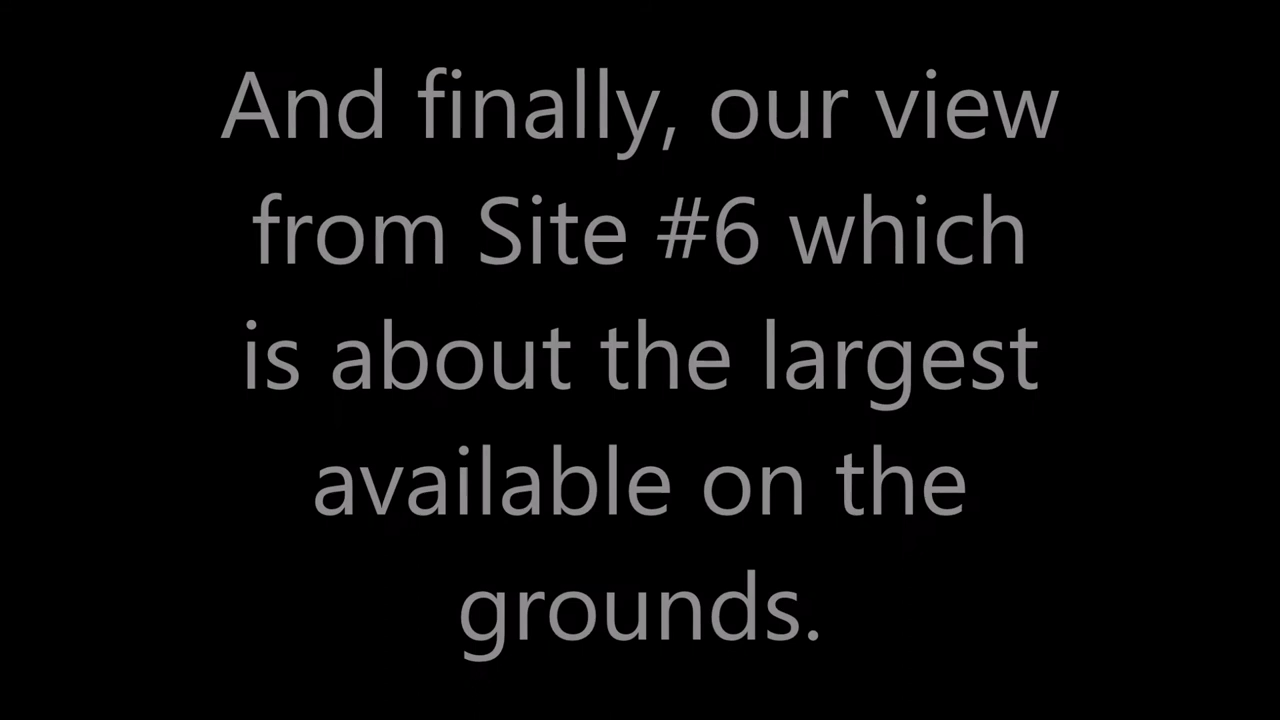 And finally, our view
from Site #6 which
is about the largest
available on the
grounds.